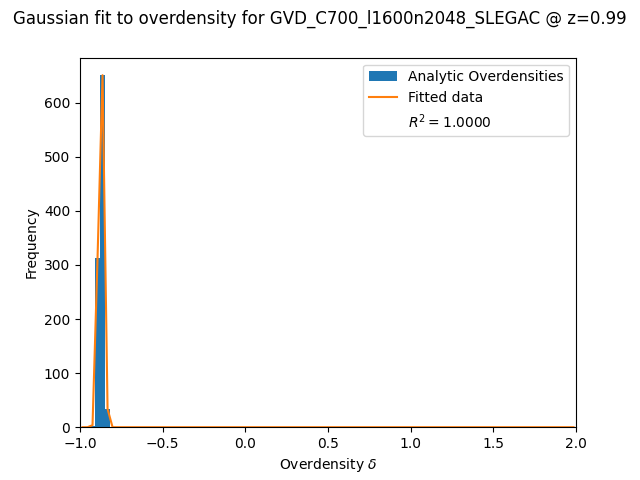 Gaussian fit to overdensity for GVD_C700_l1600n2048_SLEGAC @ z=0.99
Analytic Overdensities
Fitted data
R² = 1.0000
600
500
400
300
200
100
0
Frequency
−1.0 −0.5 0.0 0.5 1.0 1.5 2.0
Overdensity δ